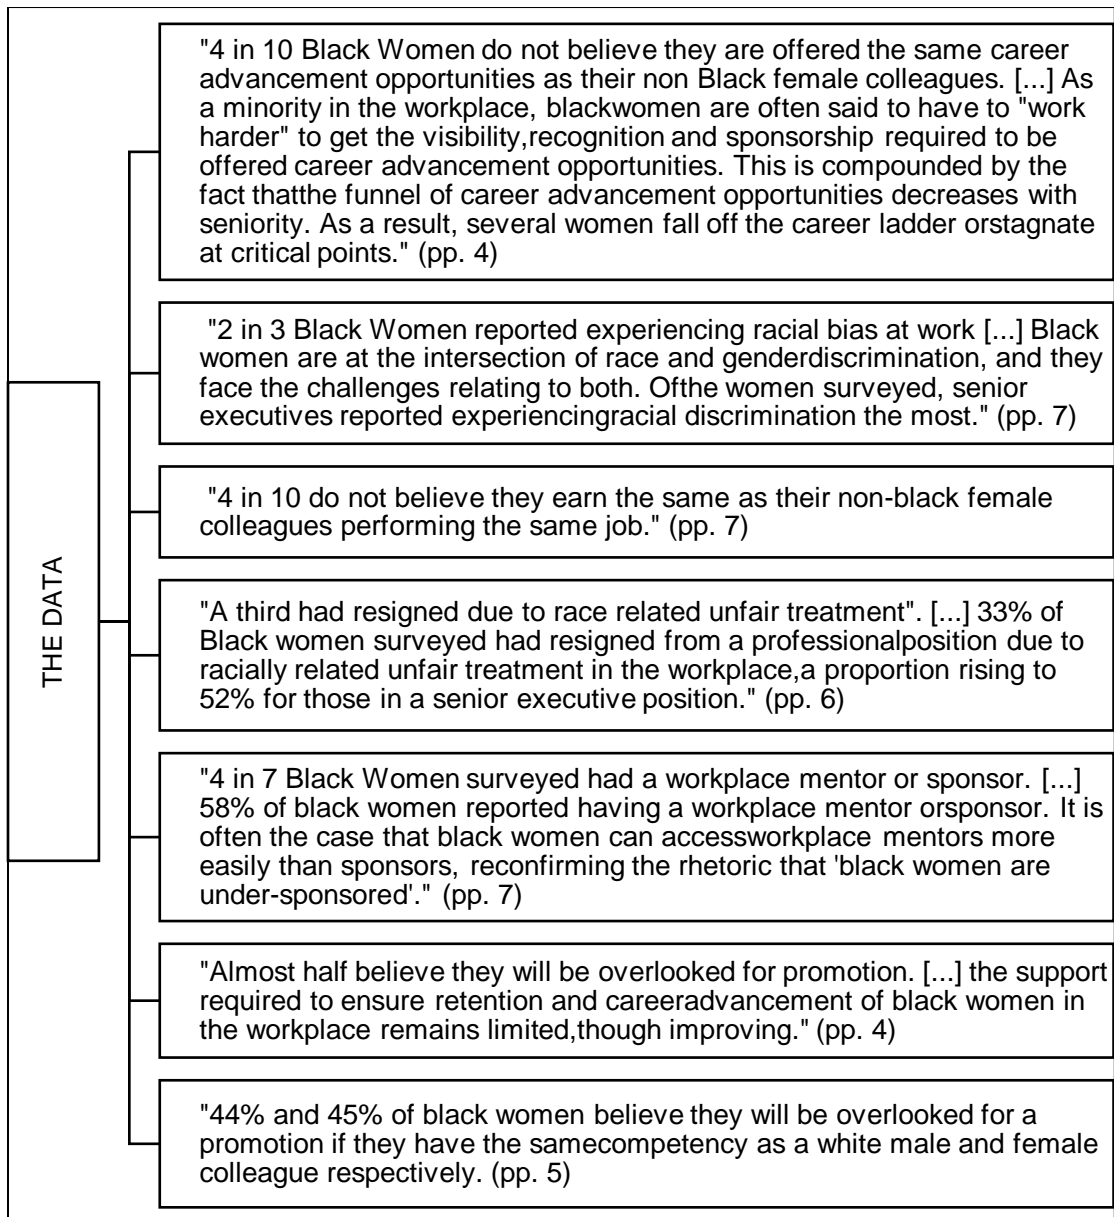 "4 in 10 Black Women do not believe they are offered the same career
advancement opportunities as their non Black female colleagues. [...] As
a minority in the workplace, blackwomen are often said to have to "work
harder" to get the visibility,recognition and sponsorship required to be
offered career advancement opportunities. This is compounded by the
fact thatthe funnel of career advancement opportunities decreases with
seniority. As a result, several women fall off the career ladder orstagnate
at critical points." (pp. 4)
"2 in 3 Black Women reported experiencing racial bias at work [...] Black
women are at the intersection of race and genderdiscrimination, and they
face the challenges relating to both. Ofthe women surveyed, senior
executives reported experiencingracial discrimination the most." (pp. 7)
"4 in 10 do not believe they earn the same as their non-black female
colleagues performing the same job." (pp. 7)
THE DATA
"A third had resigned due to race related unfair treatment". [...] 33% of
Black women surveyed had resigned from a professionalposition due to
racially related unfair treatment in the workplace,a proportion rising to
52% for those in a senior executive position." (pp. 6)
"4 in 7 Black Women surveyed had a workplace mentor or sponsor. [...]
58% of black women reported having a workplace mentor orsponsor. It is
often the case that black women can accessworkplace mentors more
easily than sponsors, reconfirming the rhetoric that 'black women are
under-sponsored'." (pp. 7)
"Almost half believe they will be overlooked for promotion. [...] the support
required to ensure retention and careeradvancement of black women in
the workplace remains limited,though improving." (pp. 4)
"44% and 45% of black women believe they will be overlooked for a
promotion if they have the samecompetency as a white male and female
colleague respectively. (pp. 5)